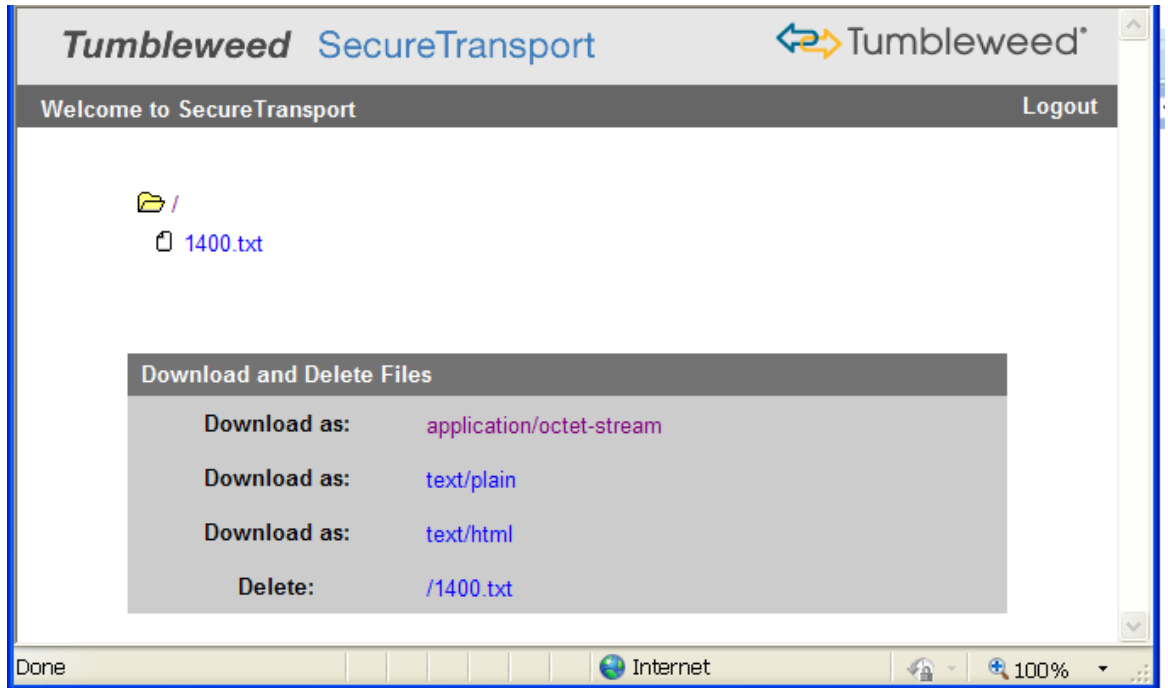 Tumbleweed SecureTransport Tumbleweed®
Welcome to SecureTransport Logout
/
1400.txt
Download and Delete Files
Download as: application/octet-stream
Download as: text/plain
Download as: text/html
Delete: /1400.txt
Done Internet 100%